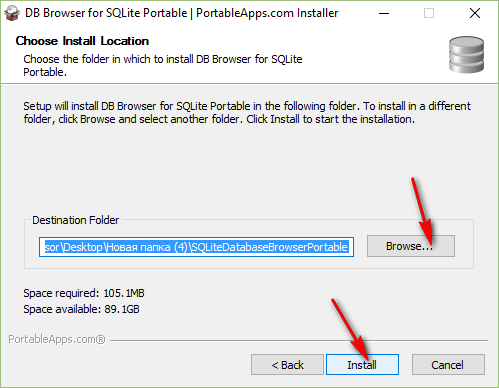 DB Browser for SQLite Portable | PortableApps.com Installer
Choose Install Location
Choose the folder in which to install DB Browser for SQLite
Portable.
Setup will install DB Browser for SQLite Portable in the following folder. To install in a different
folder, click Browse and select another folder. Click Install to start the installation.
Destination Folder
sor\Desktop\Новая папка (4)\SQLiteDatabaseBrowserPortable
Browse...
Space required: 105.1MB
Space available: 89.1GB
PortableApps.com®
< Back
Install
Cancel